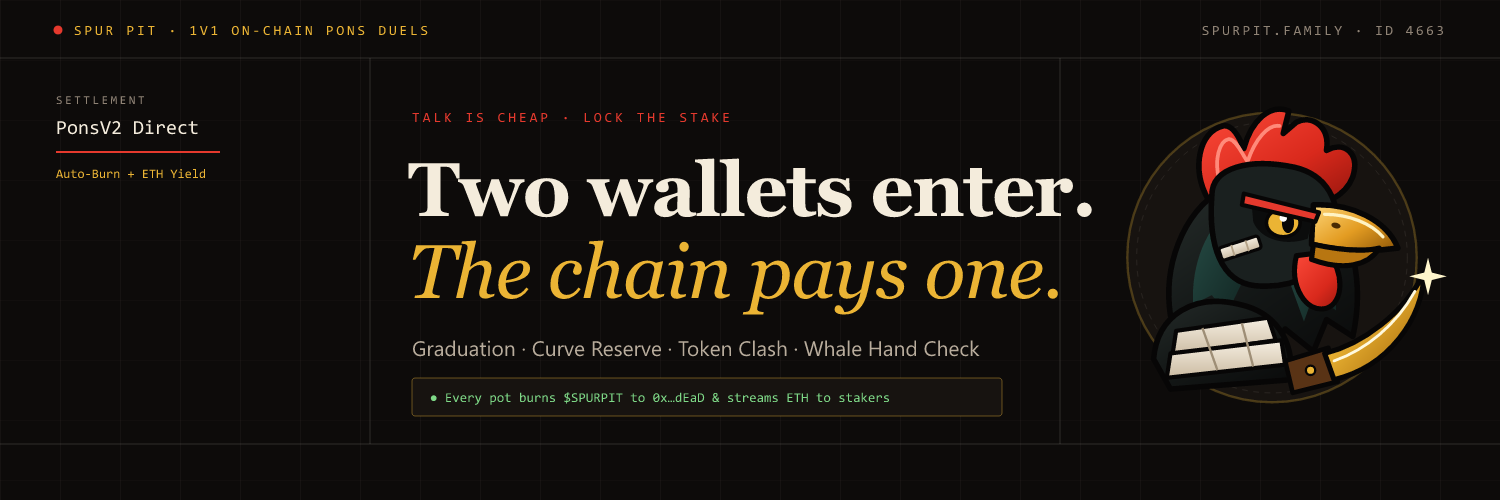 SPUR PIT · 1V1 ON-CHAIN PONS DUELS
SPURPIT.FAMILY · ID 4663
SETTLEMENT
PonsV2 Direct
Auto-Burn + ETH Yield
TALK IS CHEAP · LOCK THE STAKE
Two wallets enter.
The chain pays one.
Graduation · Curve Reserve · Token Clash · Whale Hand Check
● Every pot burns $SPURPIT to 0x…dEaD & streams ETH to stakers